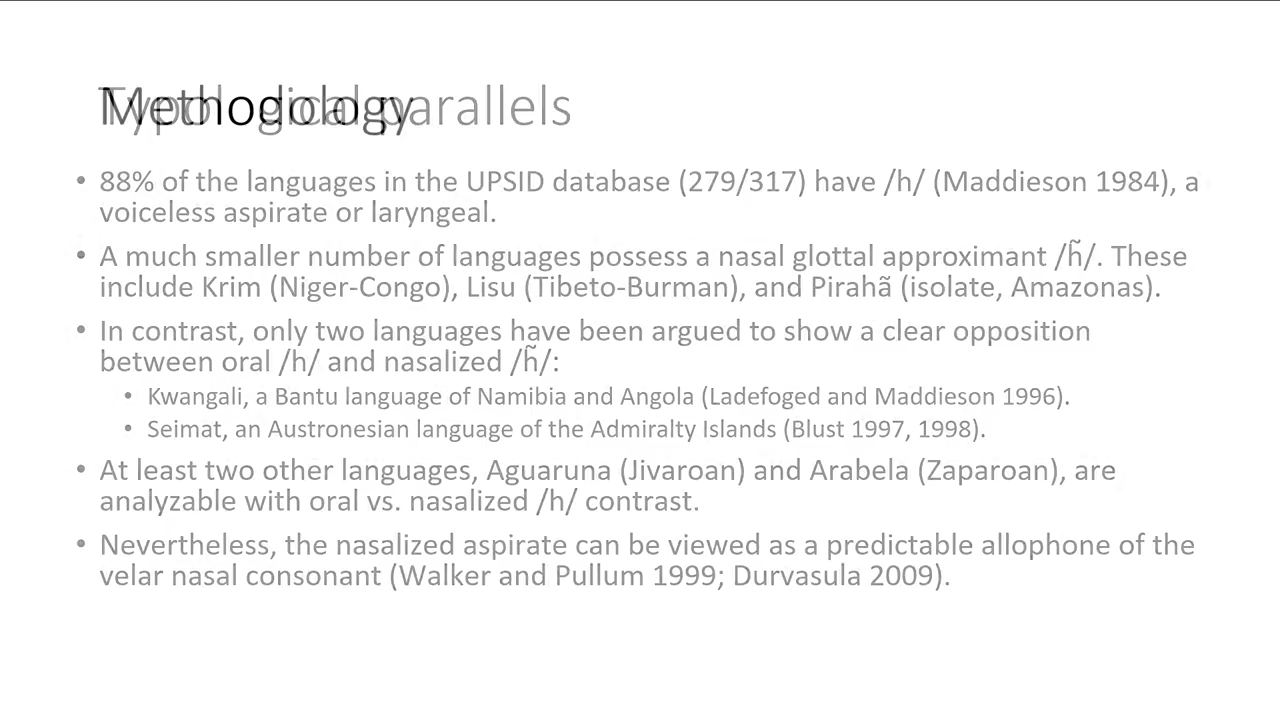 Methodology
Typological parallels
• 88% of the languages in the UPSID database (279/317) have /h/ (Maddieson 1984), a
voiceless aspirate or laryngeal.
• A much smaller number of languages possess a nasal glottal approximant /h̃/. These
include Krim (Niger-Congo), Lisu (Tibeto-Burman), and Pirahã (isolate, Amazonas).
• In contrast, only two languages have been argued to show a clear opposition
between oral /h/ and nasalized /h̃/:
• Kwangali, a Bantu language of Namibia and Angola (Ladefoged and Maddieson 1996).
• Seimat, an Austronesian language of the Admiralty Islands (Blust 1997, 1998).
• At least two other languages, Aguaruna (Jivaroan) and Arabela (Zaparoan), are
analyzable with oral vs. nasalized /h/ contrast.
• Nevertheless, the nasalized aspirate can be viewed as a predictable allophone of the
velar nasal consonant (Walker and Pullum 1999; Durvasula 2009).